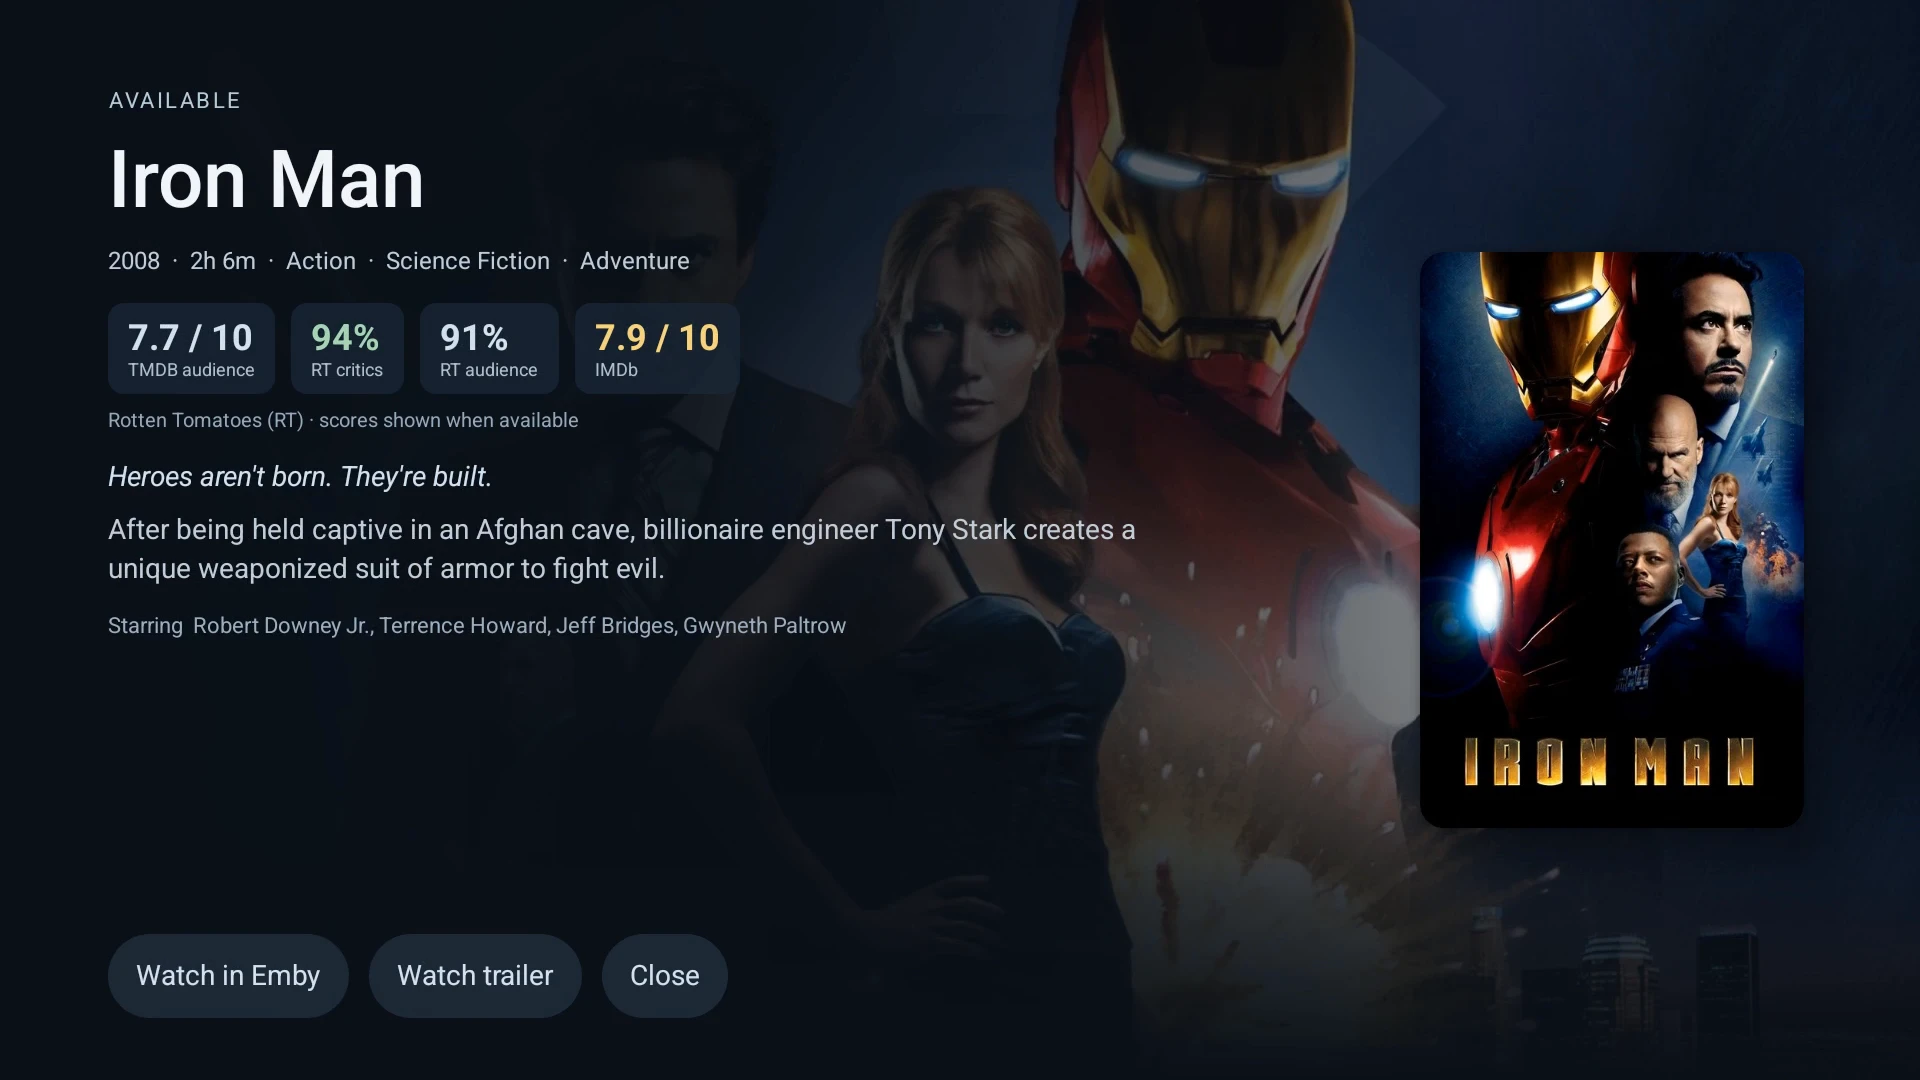 AVAILABLE
Iron Man
2008 · 2h 6m · Action · Science Fiction · Adventure
7.7 / 10
TMDB audience
94%
RT critics
91%
RT audience
7.9 / 10
IMDb
Rotten Tomatoes (RT) · scores shown when available
Heroes aren't born. They're built.
After being held captive in an Afghan cave, billionaire engineer Tony Stark creates a
unique weaponized suit of armor to fight evil.
Starring Robert Downey Jr., Terrence Howard, Jeff Bridges, Gwyneth Paltrow
IRON MAN
Watch in Emby
Watch trailer
Close